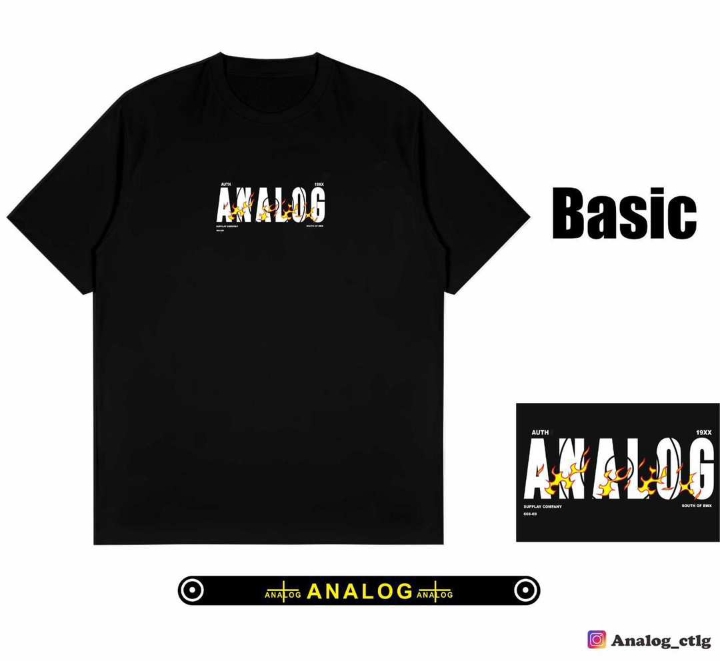 AUTH 19XX
ANALOG
SUPPLAY COMPANY SOUTH OF BMX
Basic
AUTH 19XX
ANALOG
SUPPLAY COMPANY SOUTH OF BMX
ANALOG ANALOG ANALOG
Analog_ctlg